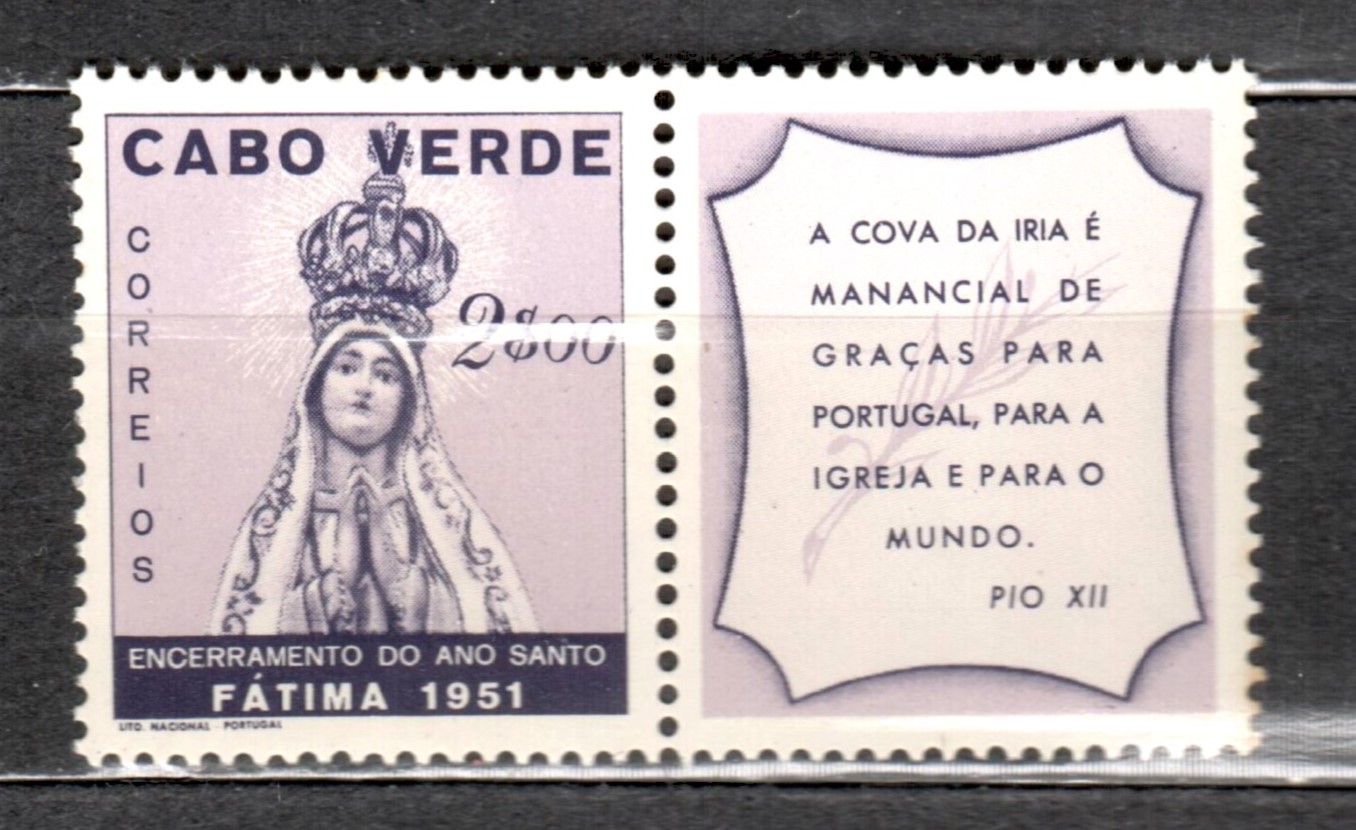 CABO VERDE
CORREIOS
2$00
ENCERRAMENTO DO ANO SANTO
FÁTIMA 1951
LITO. NACIONAL - PORTUGAL
A COVA DA IRIA É
MANANCIAL DE
GRAÇAS PARA
PORTUGAL, PARA A
IGREJA E PARA O
MUNDO.
PIO XII